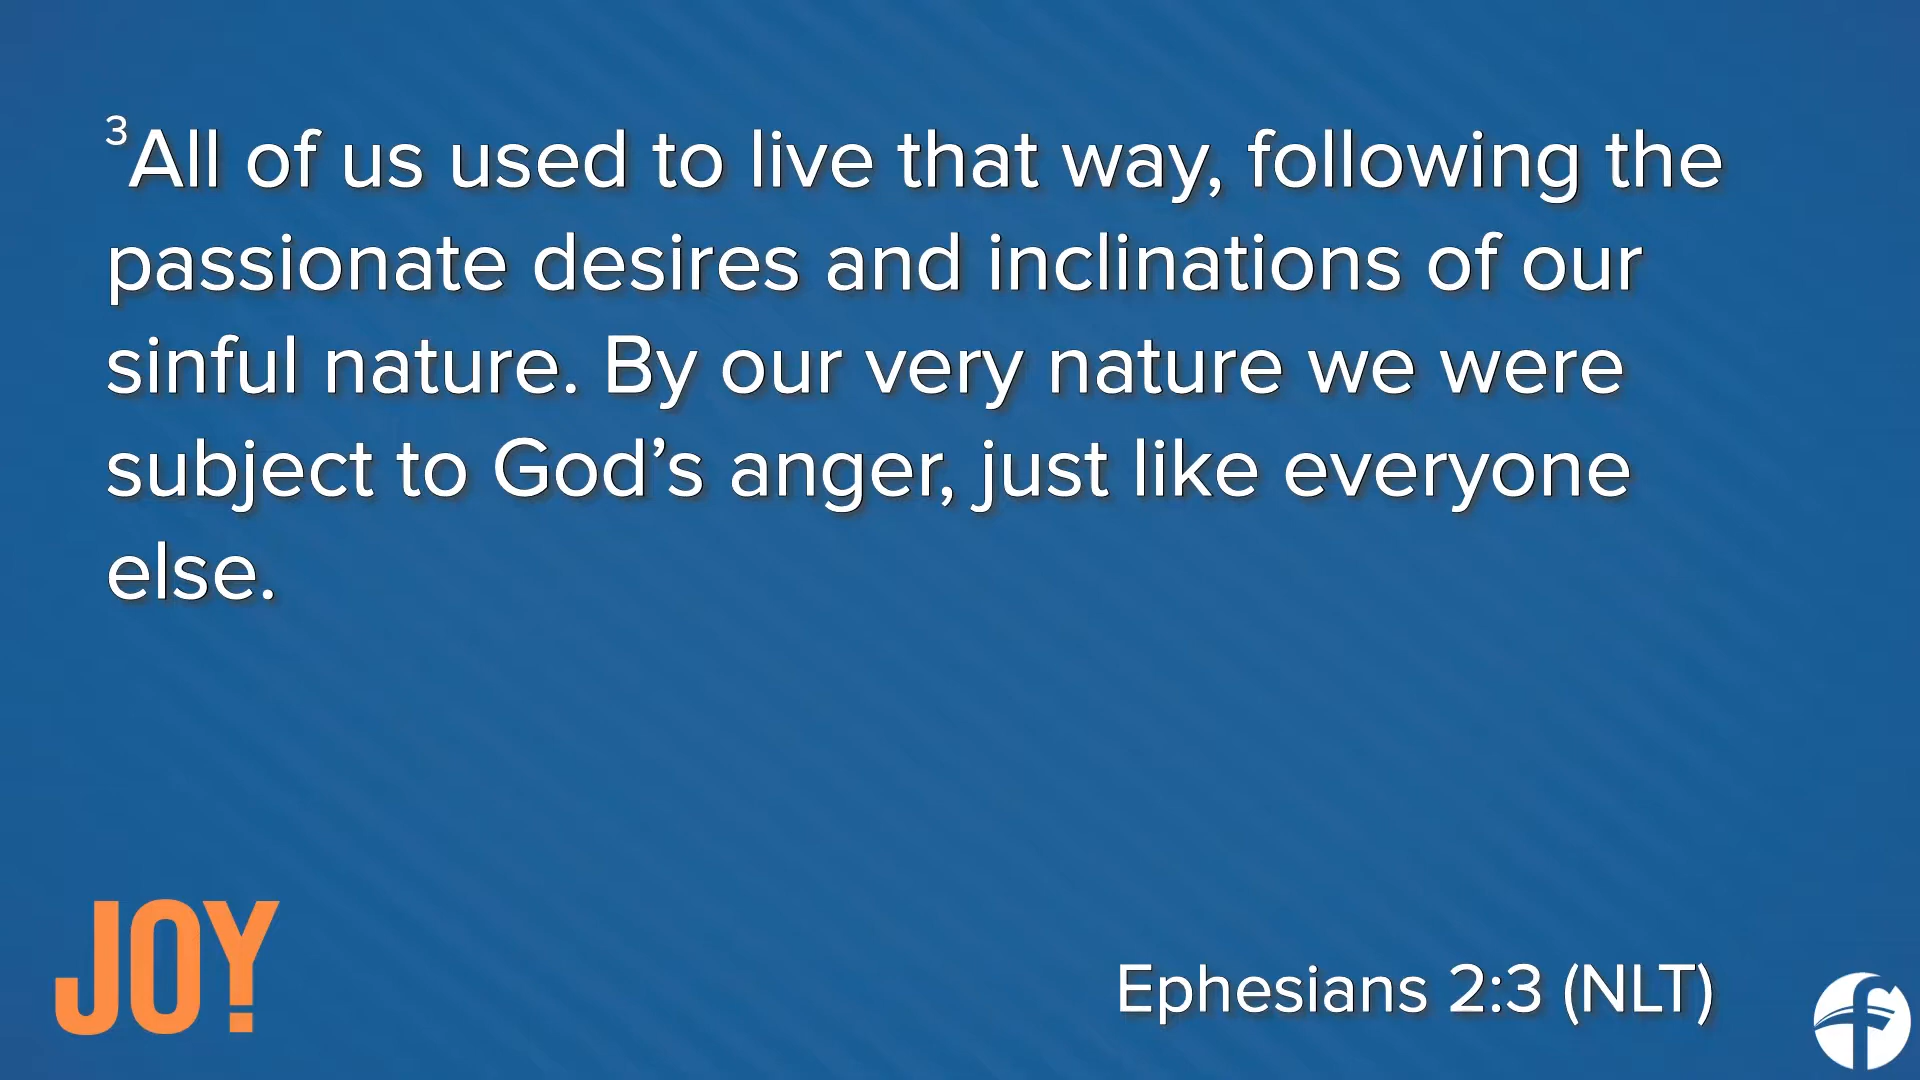 ³All of us used to live that way, following the
passionate desires and inclinations of our
sinful nature. By our very nature we were
subject to God’s anger, just like everyone
else.
JOY!
Ephesians 2:3 (NLT)